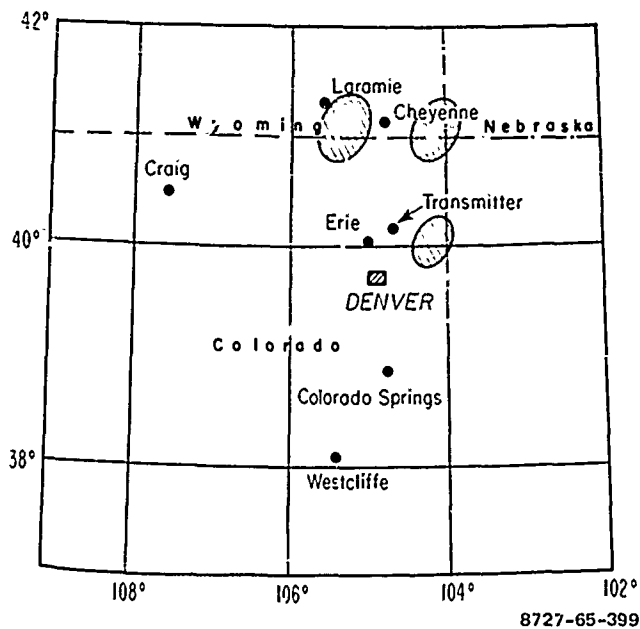 42°
Laramie
Cheyenne
W y o m i n g
N e b r a s k a
Craig
Transmitter
Erie
40°
DENVER
C o l o r a d o
Colorado Springs
38°
Westcliffe
108° 106° 104° 102°
8727-65-399